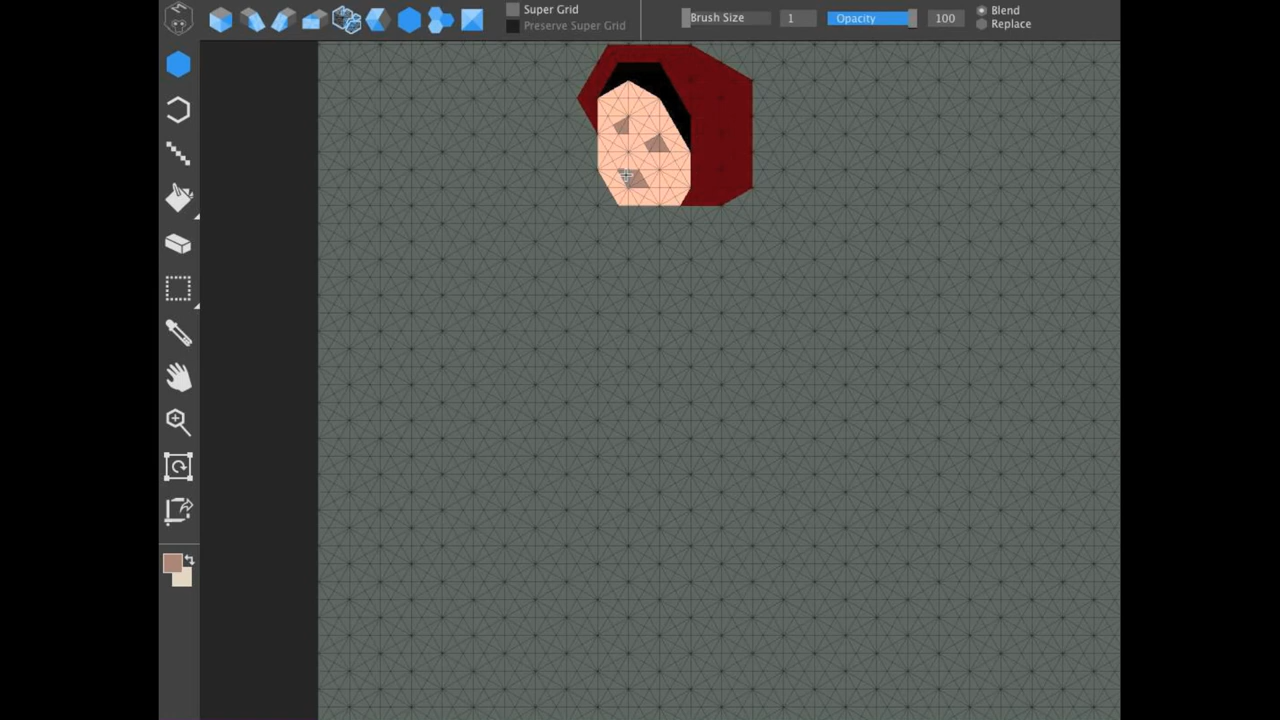 Super Grid
Preserve Super Grid
Brush Size 1
Opacity 100
Blend
Replace